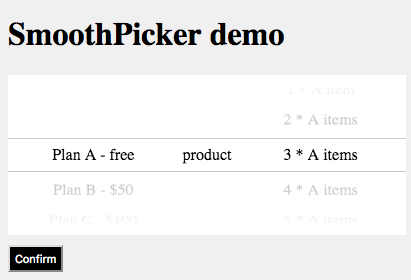 SmoothPicker demo
1 * A item
2 * A items
Plan A - free product 3 * A items
Plan B - $50 4 * A items
Plan C - $100 5 * A items
Confirm